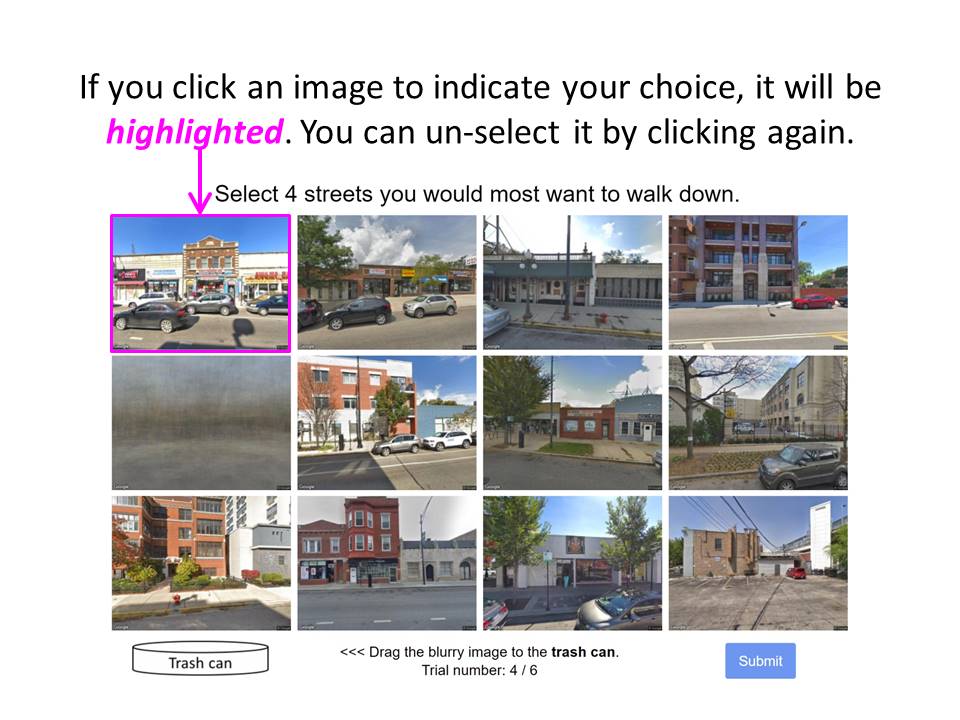 If you click an image to indicate your choice, it will be
highlighted. You can un-select it by clicking again.
Select 4 streets you would most want to walk down.
Trash can
<<< Drag the blurry image to the trash can.
Trial number: 4 / 6
Submit